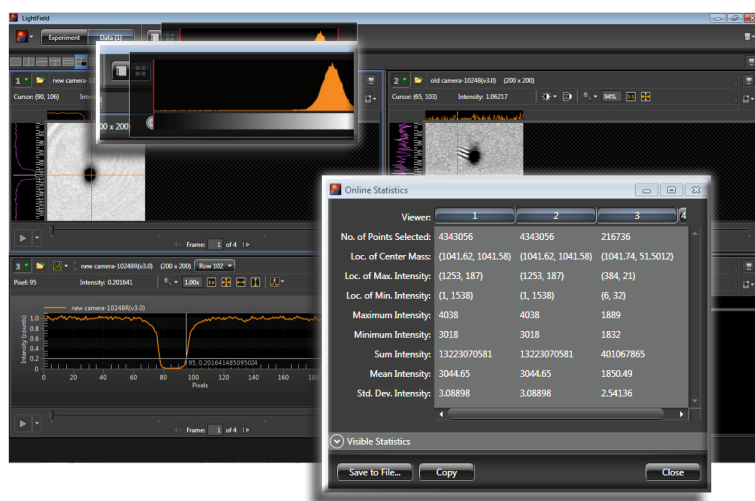 LightField
Experiment
Data (1)
00 x 200
1
new camera-10
Cursor: (90, 106)
2
old camera-1024B(v3.0) (200 x 200)
Cursor: (65, 103) Intensity: 1.06217
94%
1:1
Frame: 1 of 4
3
new camera-1024BR(v3.0) (200 x 200) Row 102
Pixel: 95 Intensity: 0.201641
1.00x
new camera-1024BR(v3.0)
Intensity (counts)
1.0
0.8
0.6
0.4
0.2
0
95, 0.201641485095024
0 20 40 60 80 100 120 140 160 180
Pixels
Frame: 1 of 4
Online Statistics
Viewer: 1 2 3 4
No. of Points Selected: 4343056 4343056 216736
Loc. of Center Mass: (1041.62, 1041.58) (1041.62, 1041.58) (1041.74, 51.5012)
Loc. of Max. Intensity: (1253, 187) (1253, 187) (384, 21)
Loc. of Min. Intensity: (1, 1538) (1, 1538) (6, 32)
Maximum Intensity: 4038 4038 1889
Minimum Intensity: 3018 3018 1832
Sum Intensity: 13223070581 13223070581 401067865
Mean Intensity: 3044.65 3044.65 1850.49
Std. Dev. Intensity: 3.08898 3.08898 2.54136
Visible Statistics
Save to File...
Copy
Close